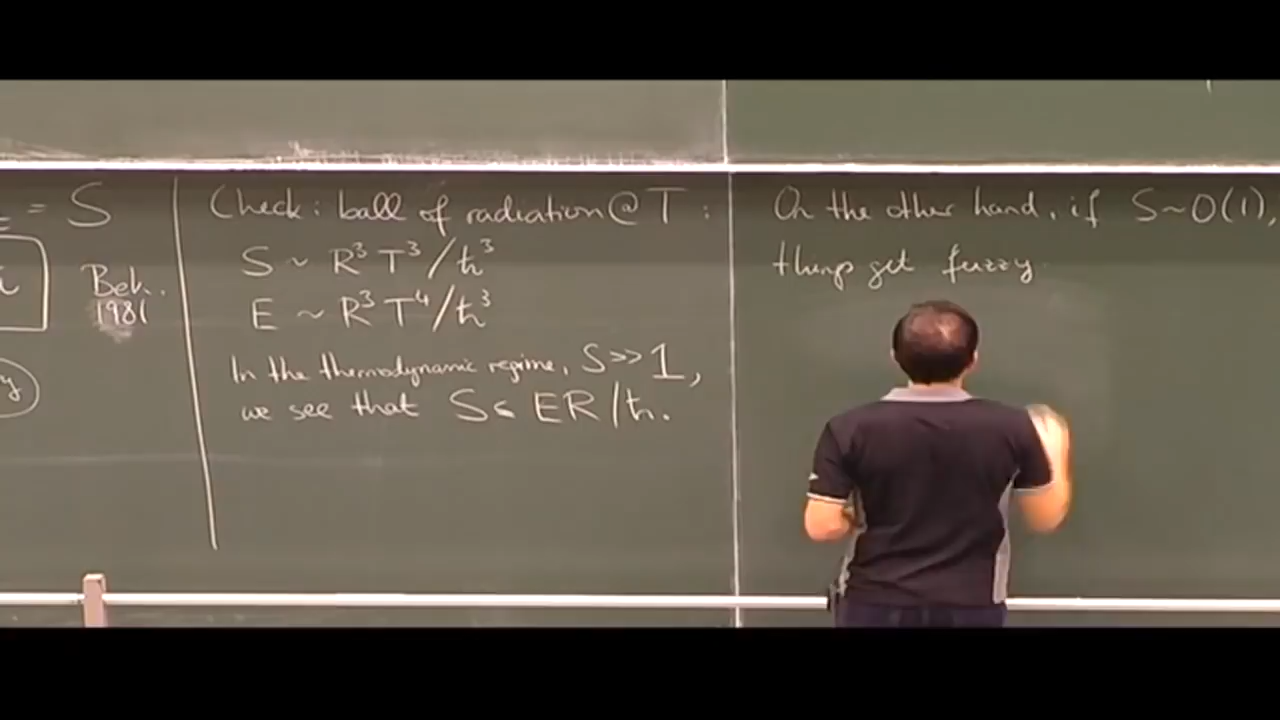 = S
Bek.
1981
Check: ball of radiation @ T :
S ~ R³ T³ / ħ³
E ~ R³ T⁴ / ħ³
In the thermodynamic regime, S >> 1,
we see that S < ER / ħ.
On the other hand, if S ~ O(1),
things get fuzzy.